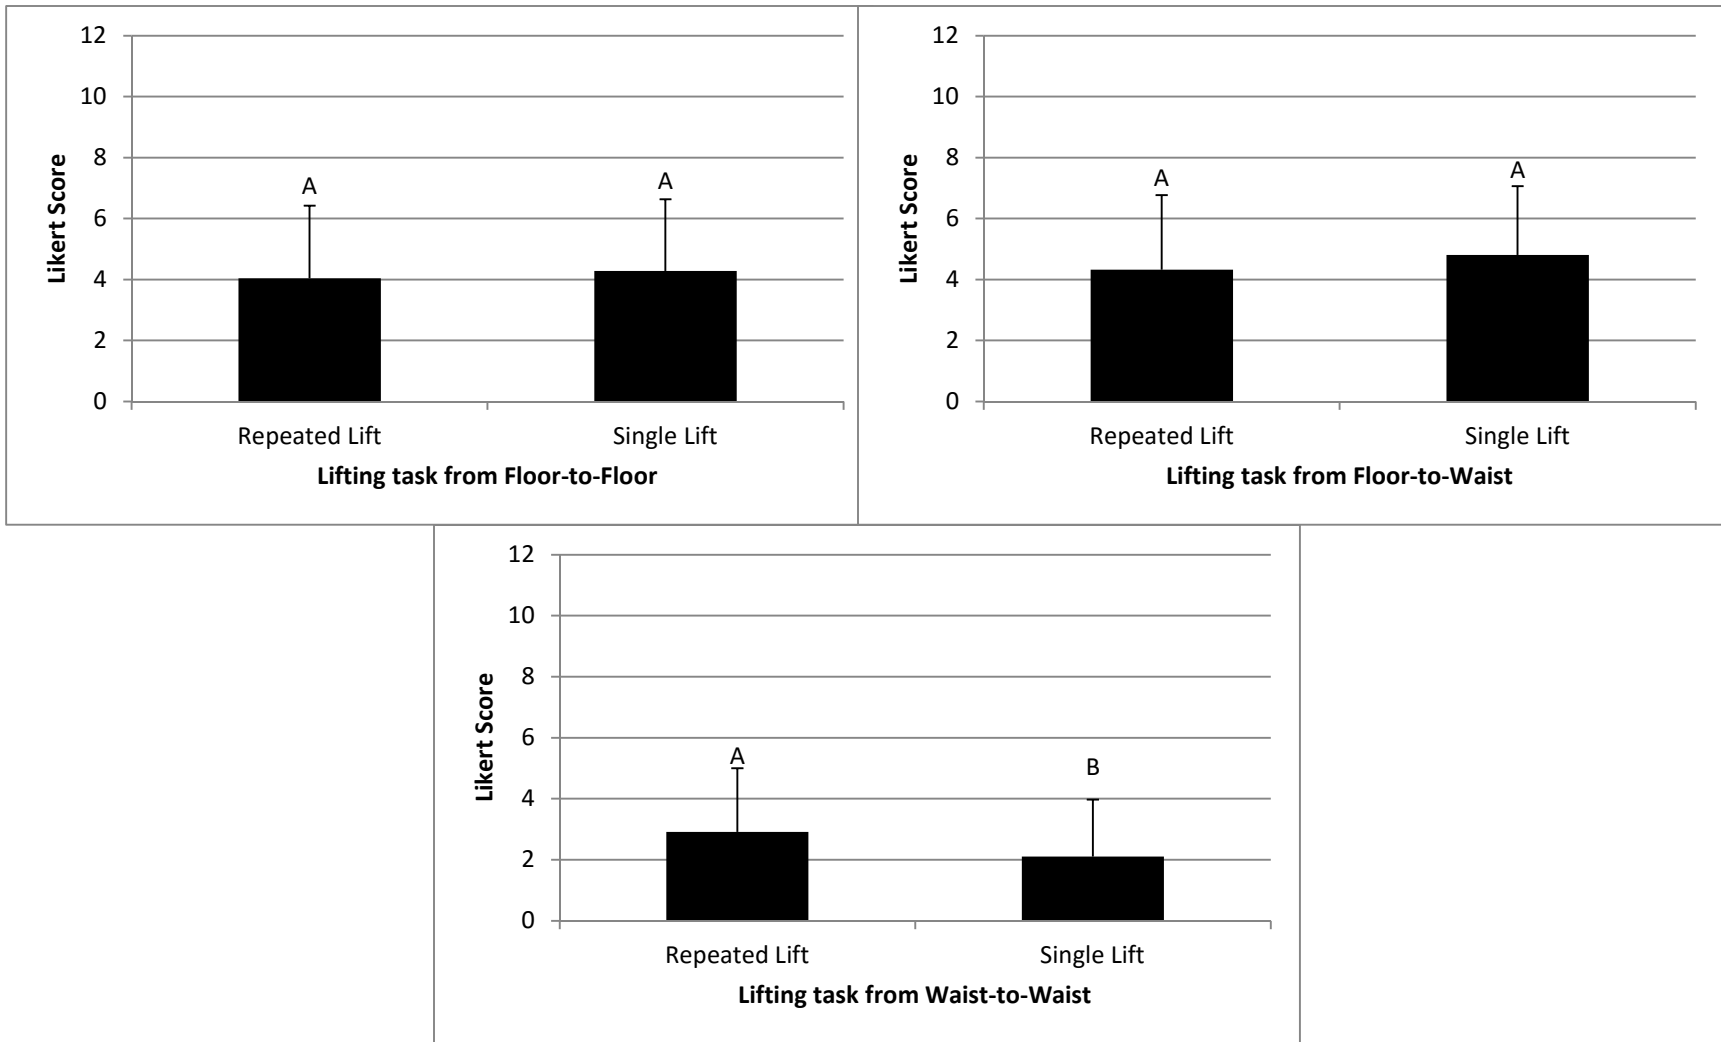 12
10
8
6
4
2
0
Likert Score
A
A
Repeated Lift
Single Lift
Lifting task from Floor-to-Floor
12
10
8
6
4
2
0
Likert Score
A
A
Repeated Lift
Single Lift
Lifting task from Floor-to-Waist
12
10
8
6
4
2
0
Likert Score
A
B
Repeated Lift
Single Lift
Lifting task from Waist-to-Waist